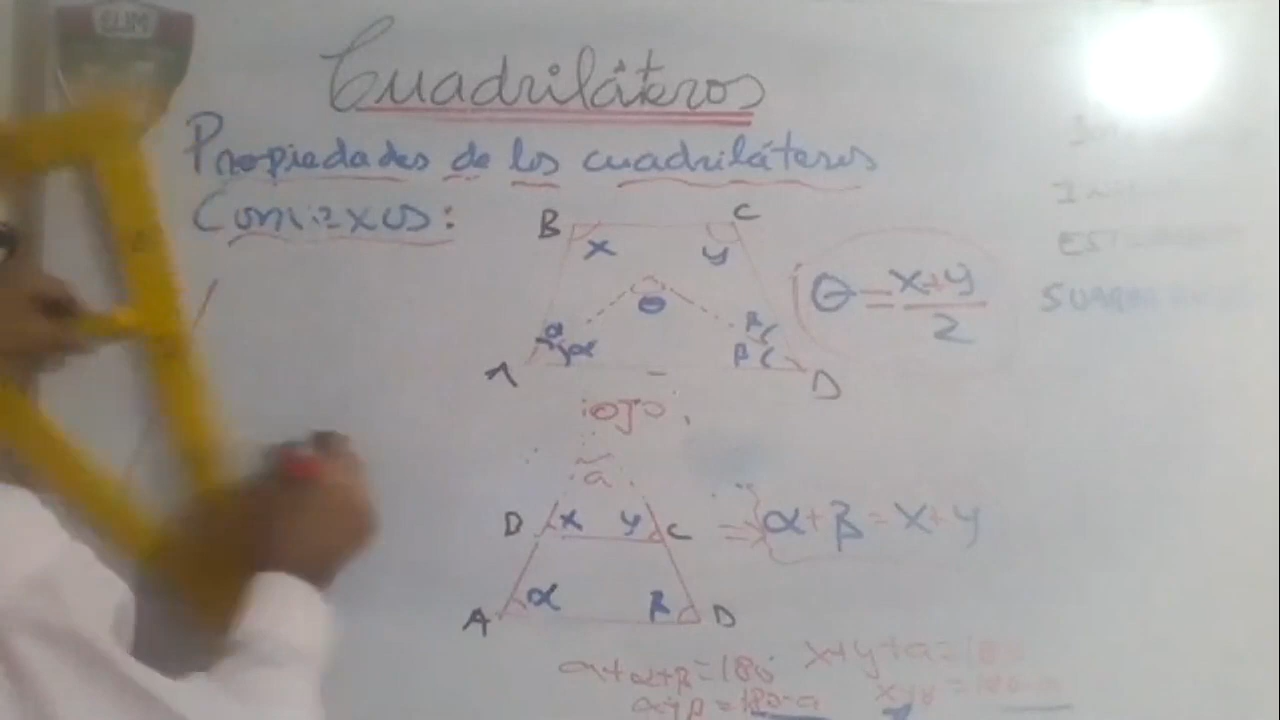 Cuadriláteros
Propiedades de los cuadriláteros
Convexos:
B C
x y
θ
θ = x+y / 2
α β
α β
A D
¡OJO!
a
D x y C
⇒ α + β = x + y
A α β D
a+α+β=180 x+y+a=180
α+β=180-a x+y=180-a